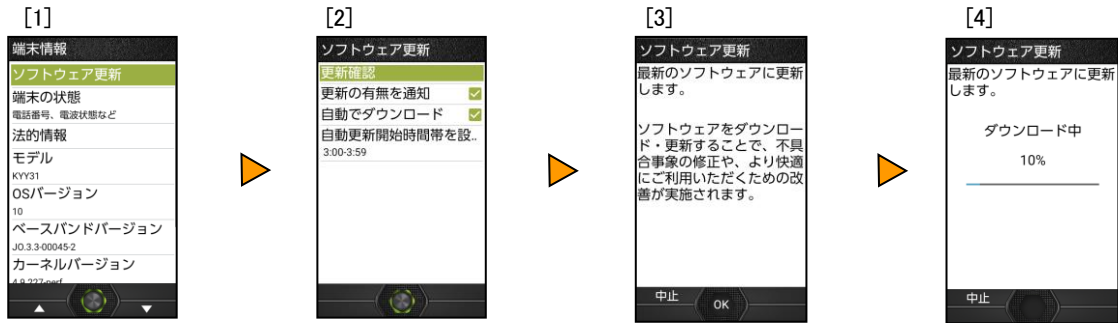 [1]
端末情報
ソフトウェア更新
端末の状態
電話番号、電波状態など
法的情報
モデル
KYY31
OSバージョン
10
ベースバンドバージョン
JO.3.3-00045-2
カーネルバージョン
4.9.227-perf
[2]
ソフトウェア更新
更新確認
更新の有無を通知
自動でダウンロード
自動更新開始時間帯を設..
3:00-3:59
[3]
ソフトウェア更新
最新のソフトウェアに更新
します。
ソフトウェアをダウンロー
ド・更新することで、不具
合事象の修正や、より快適
にご利用いただくための改
善が実施されます。
中止
OK
[4]
ソフトウェア更新
最新のソフトウェアに更新
します。
ダウンロード中
10%
中止